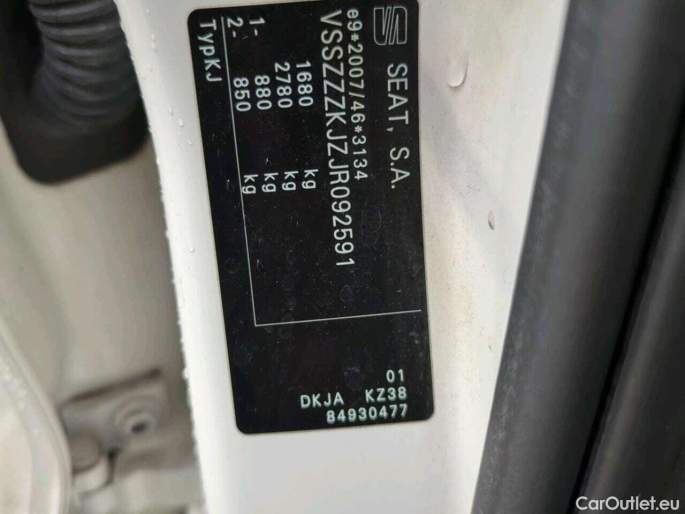 SEAT, S.A.
e9*2007/46*3134
VSSZZZKJZJR092591
1680 kg
2780 kg
1- 880 kg
2- 850 kg
TypKJ
01
DKJA KZ38
84930477
CarOutlet.eu